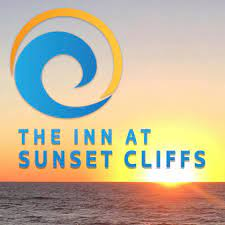 THE INN AT
SUNSET CLIFFS